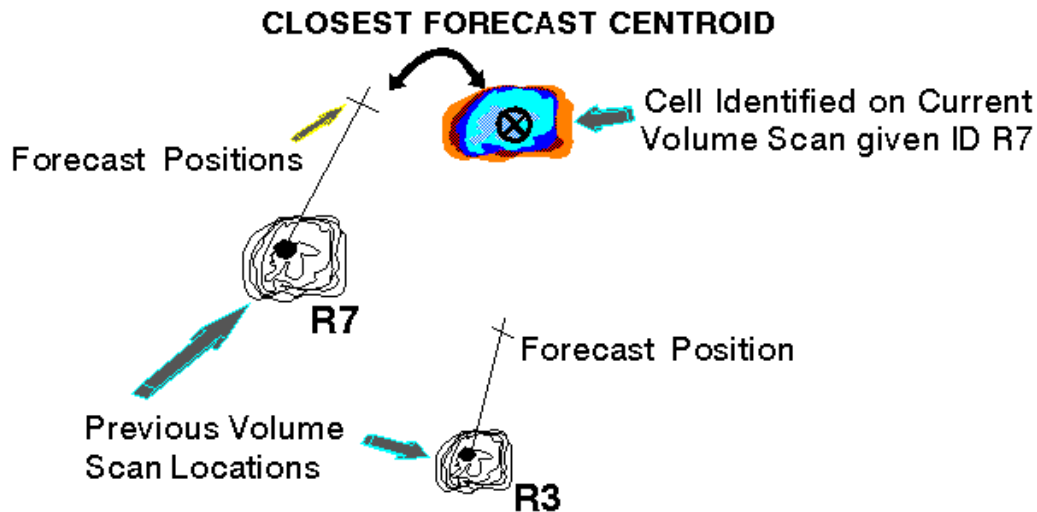 CLOSEST FORECAST CENTROID
Cell Identified on Current
Volume Scan given ID R7
Forecast Positions
R7
Forecast Position
Previous Volume
Scan Locations
R3